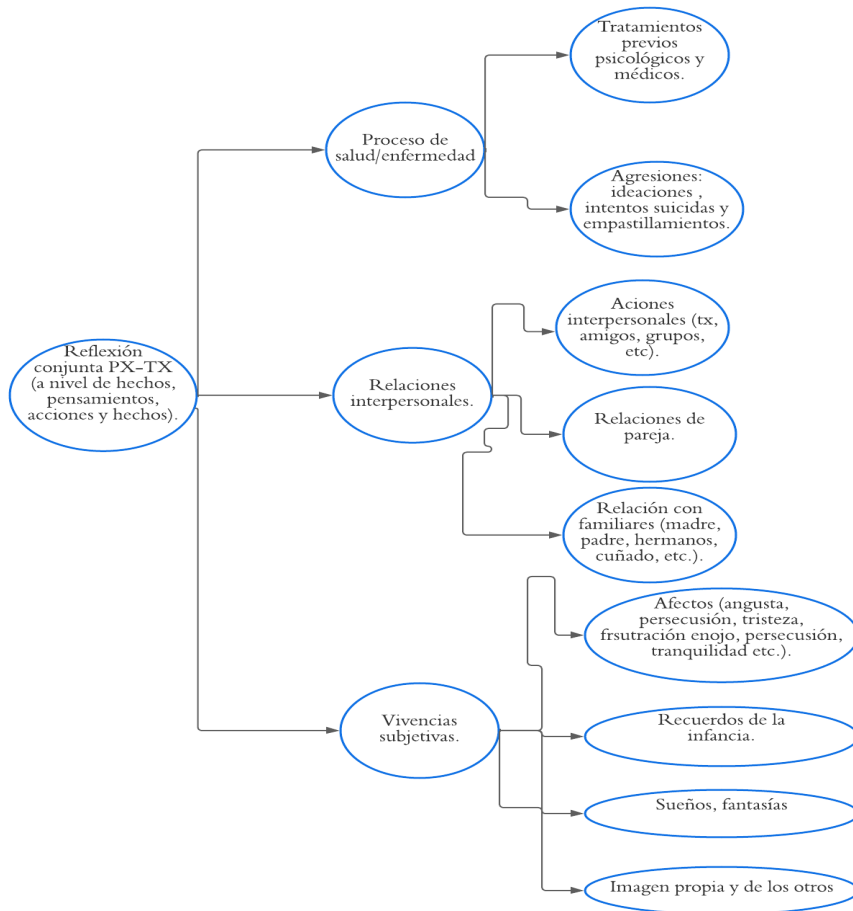 Tratamientos
previos
psicológicos y
médicos.
Proceso de
salud/enfermedad
Agresiones:
ideaciones ,
intentos suicidas y
empastillamientos.
Aciones
interpersonales (tx,
amigos, grupos,
etc).
Reflexión
conjunta PX-TX
(a nivel de hechos,
pensamientos,
acciones y hechos).
Relaciones
interpersonales.
Relaciones de
pareja.
Relación con
familiares (madre,
padre, hermanos,
cuñado, etc.).
Afectos (angusta,
persecusión, tristeza,
frsutración enojo, persecusión,
tranquilidad etc.).
Vivencias
subjetivas.
Recuerdos de la
infancia.
Sueños, fantasías
Imagen propia y de los otros